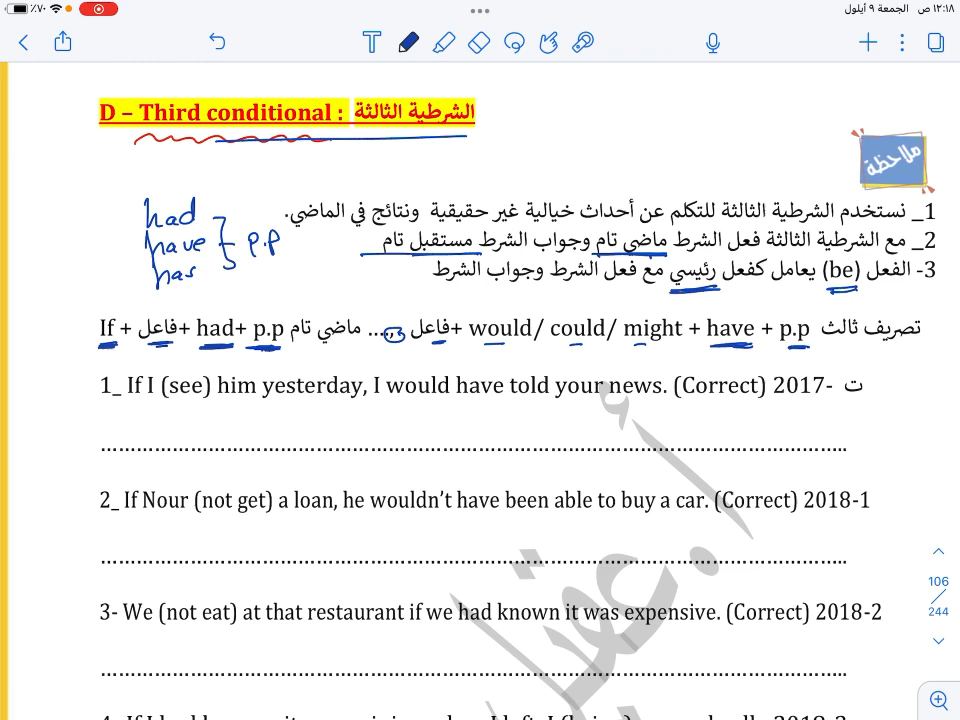 ٪٧٠ ١٢:١٨ ص الجمعة ٩ أيلول
D – Third conditional : الشرطية الثالثة
ملاحظة
1_ نستخدم الشرطية الثالثة للتكلم عن أحداث خيالية غير حقيقية ونتائج في الماضي.
had
2_ مع الشرطية الثالثة فعل الشرط ماضي تام وجواب الشرط مستقبل تام
have p.p
3- الفعل (be) يعامل كفعل رئيسي مع فعل الشرط وجواب الشرط
has
If + فاعل +had+ p.p ماضي تام ...., فاعل + would/ could/ might + have + p.p تصريف ثالث
1_ If I (see) him yesterday, I would have told your news. (Correct) 2017- ت
................................................................
2_ If Nour (not get) a loan, he wouldn't have been able to buy a car. (Correct) 2018-1
................................................................
3- We (not eat) at that restaurant if we had known it was expensive. (Correct) 2018-2
................................................................
106
244